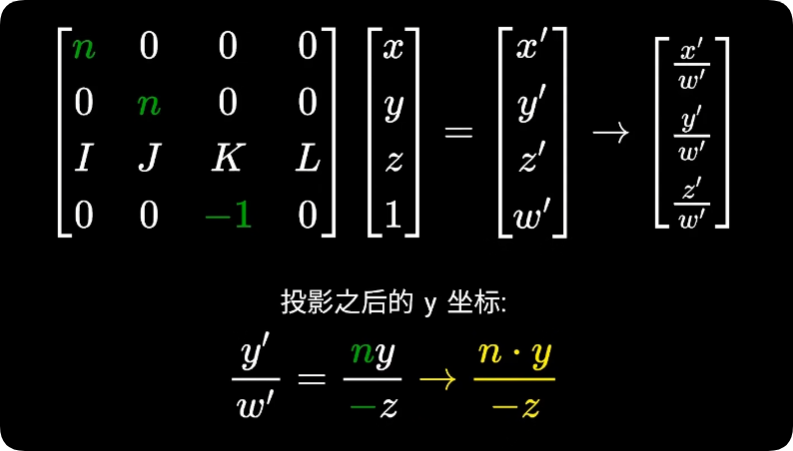 [n 0 0 0; 0 n 0 0; I J K L; 0 0 −1 0] [x; y; z; 1] = [x′; y′; z′; w′] → [x′/w′; y′/w′; z′/w′]
投影之后的 y 坐标:
y′/w′ = ny/−z → n · y/−z